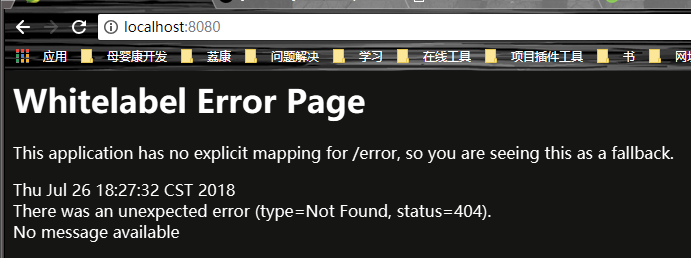 localhost:8080
应用 母婴康开发 荔康 问题解决 学习 在线工具 项目插件工具 书 网址
Whitelabel Error Page
This application has no explicit mapping for /error, so you are seeing this as a fallback.
Thu Jul 26 18:27:32 CST 2018
There was an unexpected error (type=Not Found, status=404).
No message available